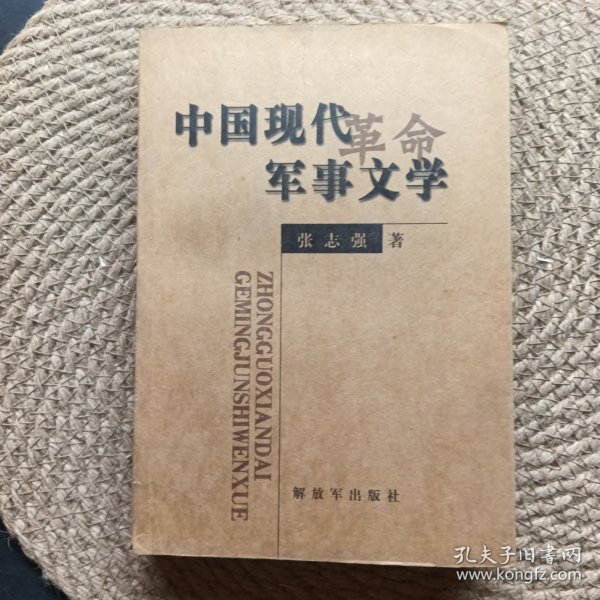 中国现代革命
军事文学
张志强 著
ZHONGGUOXIANDAI
GEMINGJUNSHIWENXUE
解放军出版社
孔夫子旧书网
www.kongfz.com